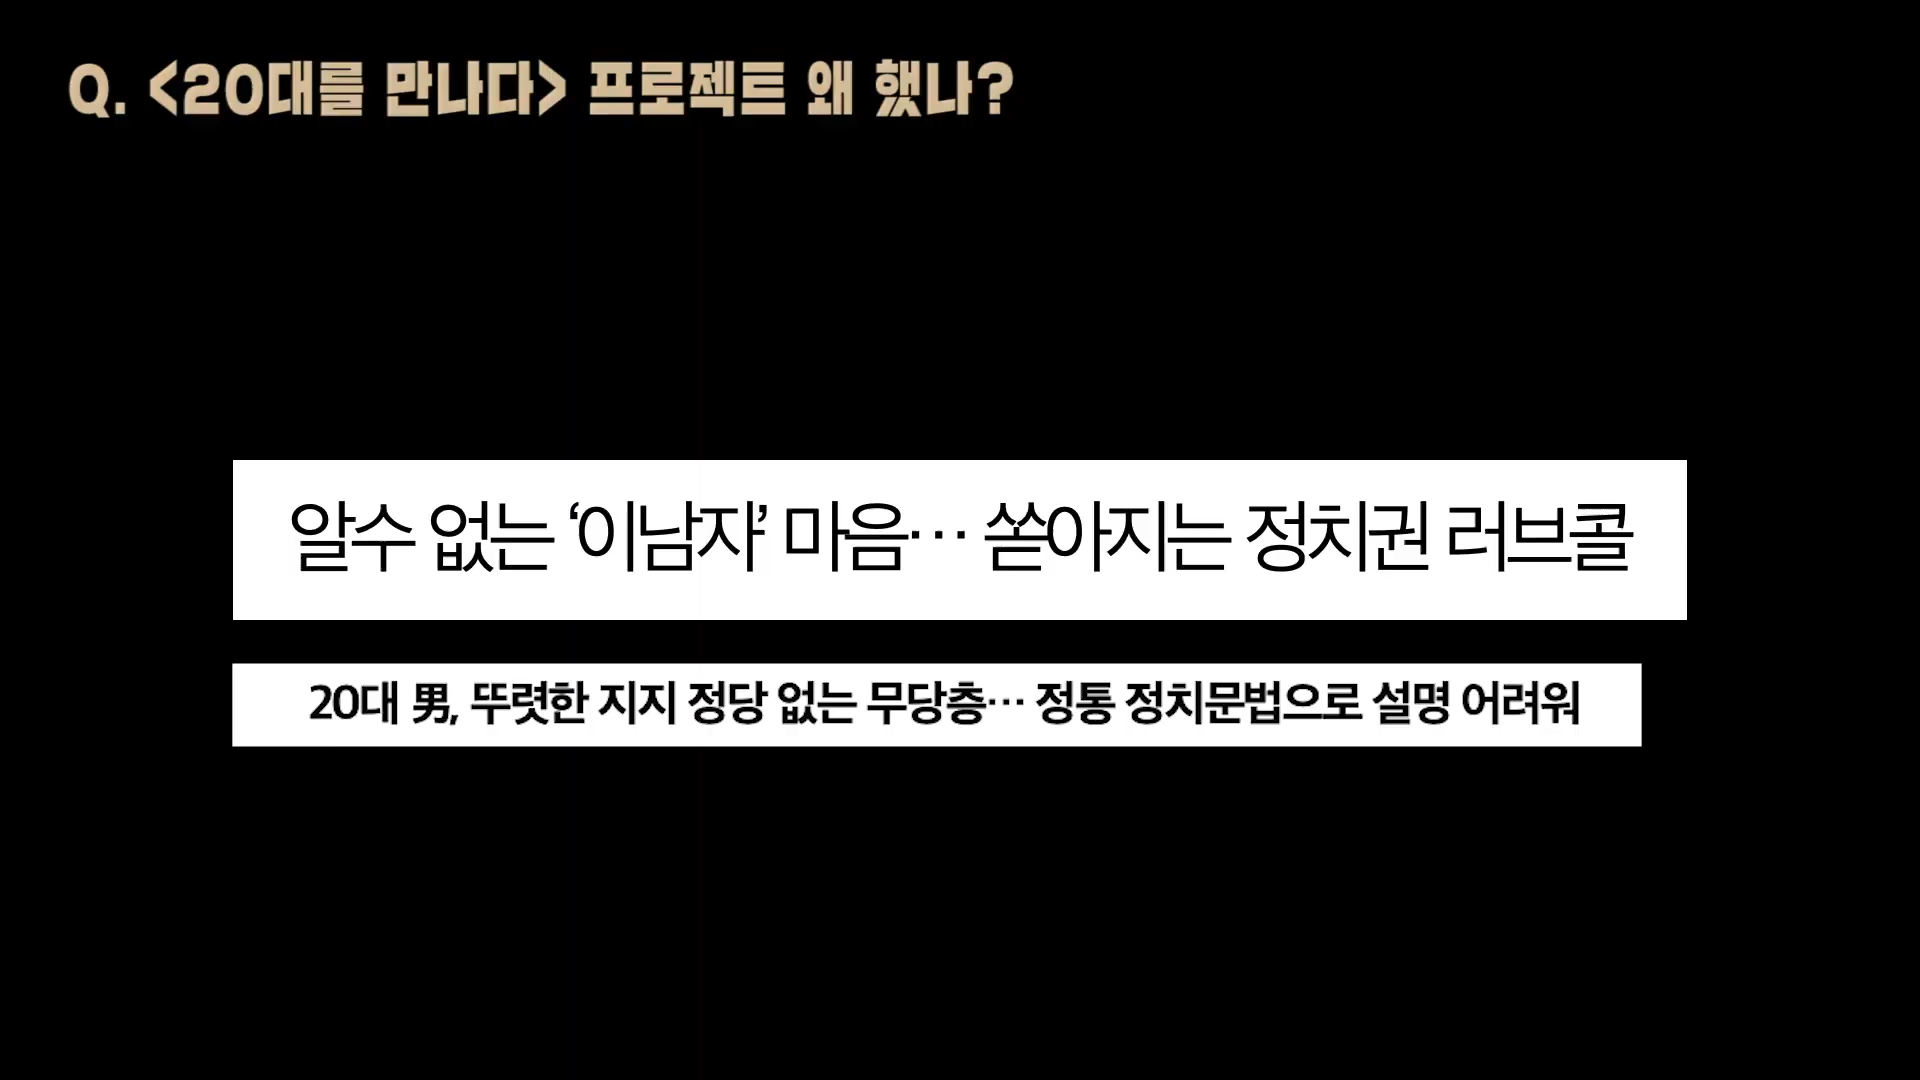 Q. <20대를 만나다> 프로젝트 왜 했나?
알수 없는 ‘이남자’ 마음… 쏟아지는 정치권 러브콜
20대 男, 뚜렷한 지지 정당 없는 무당층… 정통 정치문법으로 설명 어려워